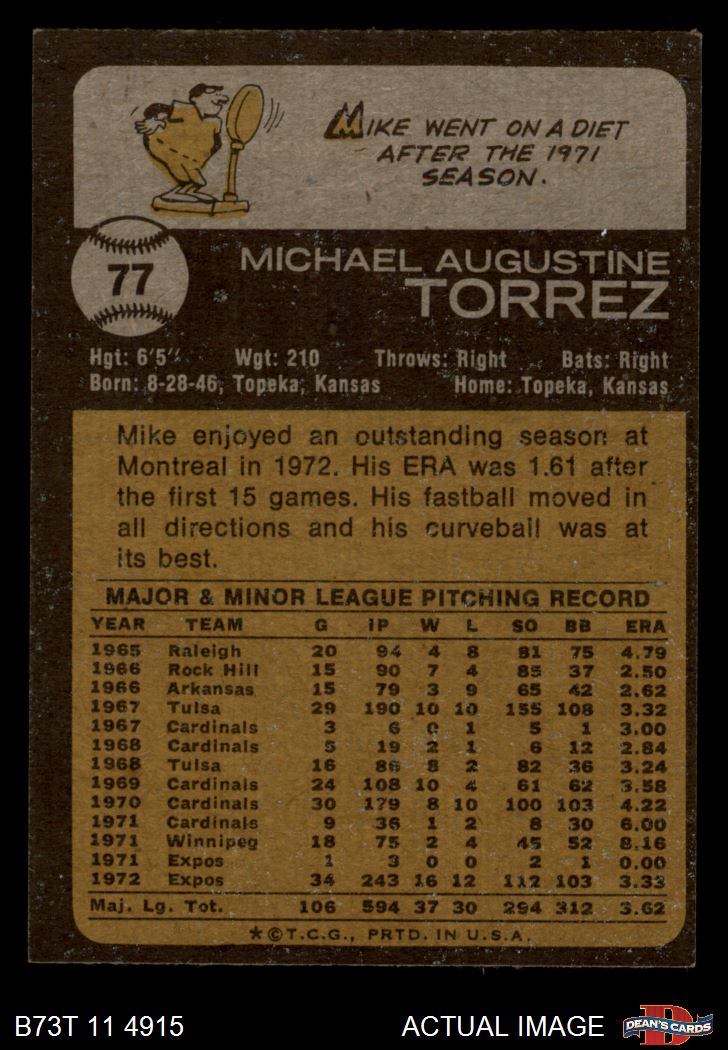 MIKE WENT ON A DIET
AFTER THE 1971
SEASON.
77
MICHAEL AUGUSTINE
TORREZ
Hgt: 6'5" Wgt: 210 Throws: Right Bats: Right
Born: 8-28-46, Topeka, Kansas Home: Topeka, Kansas
Mike enjoyed an outstanding season at
Montreal in 1972. His ERA was 1.61 after
the first 15 games. His fastball moved in
all directions and his curveball was at
its best.
MAJOR & MINOR LEAGUE PITCHING RECORD
YEAR TEAM G IP W L SO BB ERA
1965 Raleigh 20 94 4 8 81 75 4.79
1966 Rock Hill 15 90 7 4 85 37 2.50
1966 Arkansas 15 79 3 9 65 42 2.62
1967 Tulsa 29 190 10 10 155 108 3.32
1967 Cardinals 3 6 0 1 5 1 3.00
1968 Cardinals 5 19 2 1 6 12 2.84
1968 Tulsa 16 86 8 2 82 36 3.24
1969 Cardinals 24 108 10 4 61 62 3.58
1970 Cardinals 30 179 8 10 100 103 4.22
1971 Cardinals 9 36 1 2 8 30 6.00
1971 Winnipeg 18 75 2 4 45 52 8.16
1971 Expos 1 3 0 0 2 1 0.00
1972 Expos 34 243 16 12 112 103 3.33
Maj. Lg. Tot. 106 594 37 30 294 312 3.62
*©T.C.G., PRTD. IN U.S.A.
B73T 11 4915 ACTUAL IMAGE
D
DEAN'S CARDS